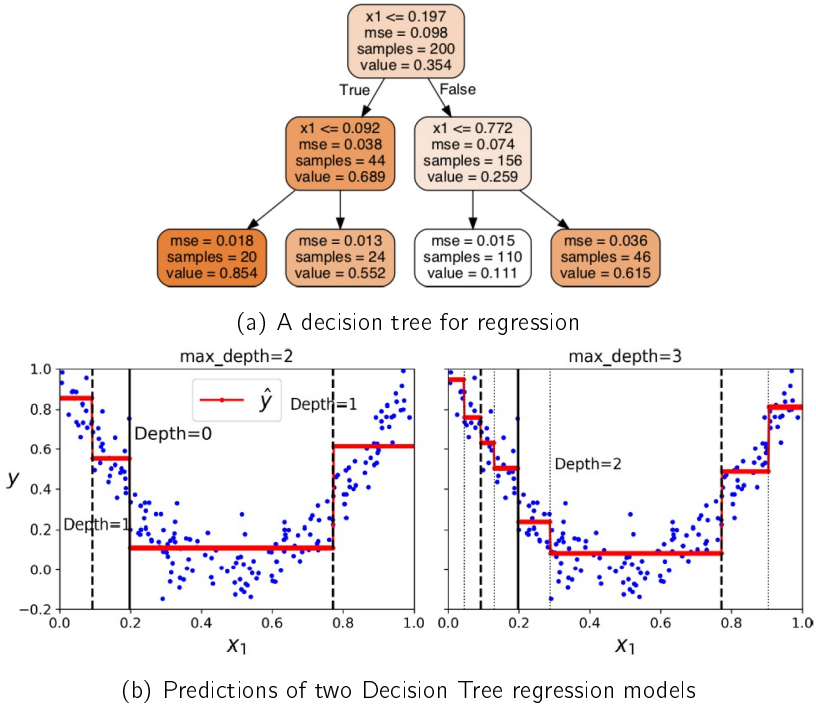 x1 <= 0.197
mse = 0.098
samples = 200
value = 0.354
True
False
x1 <= 0.092
mse = 0.038
samples = 44
value = 0.689
x1 <= 0.772
mse = 0.074
samples = 156
value = 0.259
mse = 0.018
samples = 20
value = 0.854
mse = 0.013
samples = 24
value = 0.552
mse = 0.015
samples = 110
value = 0.111
mse = 0.036
samples = 46
value = 0.615
(a) A decision tree for regression
max_depth=2
1.0
0.8
0.6
0.4
0.2
0.0
−0.2
y
ŷ
Depth=1
Depth=0
Depth=1
0.0 0.2 0.4 0.6 0.8 1.0
x₁
max_depth=3
Depth=2
0.0 0.2 0.4 0.6 0.8 1.0
x₁
(b) Predictions of two Decision Tree regression models